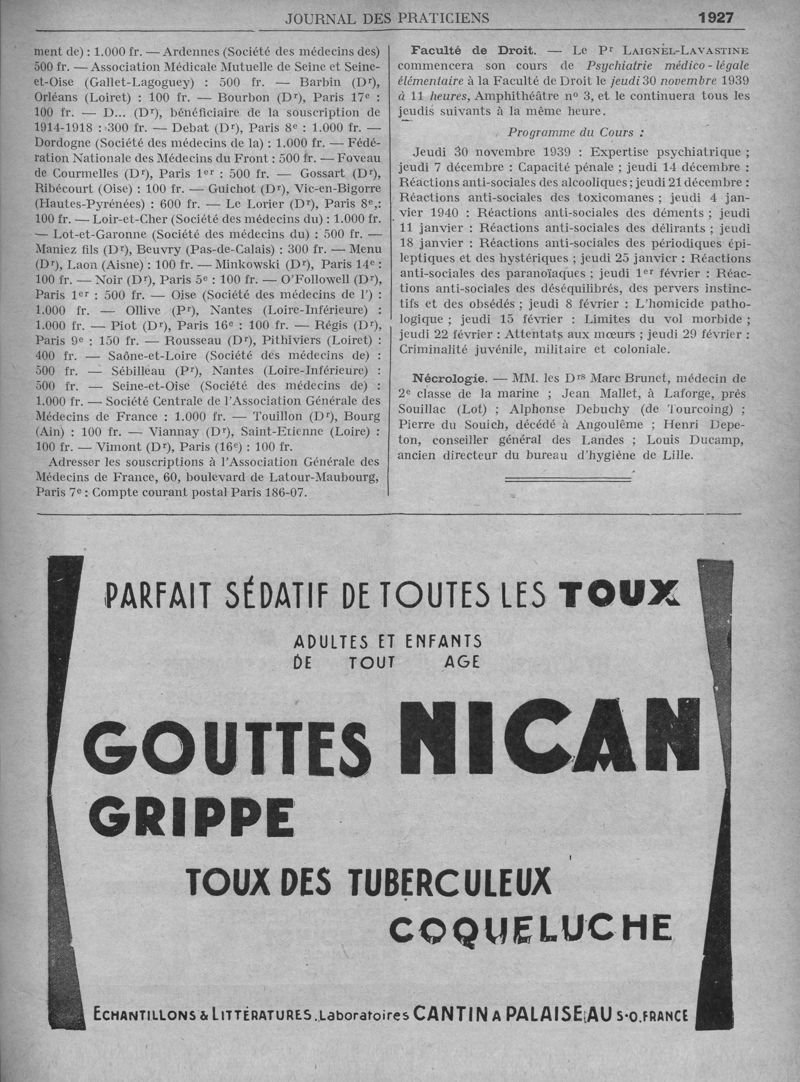 JOURNAL DES PRATICIENS 1927
ment de) : 1.000 fr. — Ardennes (Société des médecins des)
500 fr. — Association Médicale Mutuelle de Seine et Seine-
et-Oise (Gallet-Lagoguey) : 500 fr. — Barbin (Dr),
Orléans (Loiret) : 100 fr. — Bourbon (Dr), Paris 17e :
100 fr. — D... (Dr), bénéficiaire de la souscription de
1914-1918 : 300 fr. — Debat (Dr), Paris 8e : 1.000 fr. —
Dordogne (Société des médecins de la) : 1.000 fr. — Fédé-
ration Nationale des Médecins du Front : 500 fr. — Foveau
de Courmelles (Dr), Paris 1er : 500 fr. — Gossart (Dr),
Ribécourt (Oise) : 100 fr. — Guichot (Dr), Vic-en-Bigorre
(Hautes-Pyrénées) : 600 fr. — Le Lorier (Dr), Paris 8e,:
100 fr. — Loir-et-Cher (Société des médecins du) : 1.000 fr.
— Lot-et-Garonne (Société des médecins du) : 500 fr. —
Maniez fils (Dr), Beuvry (Pas-de-Calais) : 300 fr. — Menu
(Dr), Laon (Aisne) : 100 fr. — Minkowski (Dr), Paris 14e :
100 fr. — Noir (Dr), Paris 5e : 100 fr. — O'Followell (Dr),
Paris 1er : 500 fr. — Oise (Société des médecins de l') :
1.000 fr. — Ollive (Pr), Nantes (Loire-Inférieure) :
1.000 fr. — Piot (Dr), Paris 16e : 100 fr. — Régis (Dr),
Paris 9e : 150 fr. — Rousseau (Dr), Pithiviers (Loiret) :
400 fr. — Saône-et-Loire (Société des médecins de) :
500 fr. — Sébilleau (Pr), Nantes (Loire-Inférieure) :
500 fr. — Seine-et-Oise (Société des médecins de) :
1.000 fr. — Société Centrale de l'Association Générale des
Médecins de France : 1.000 fr. — Touillon (Dr), Bourg
(Ain) : 100 fr. — Viannay (Dr), Saint-Etienne (Loire) :
100 fr. — Vimont (Dr), Paris (16e) : 100 fr.
Adresser les souscriptions à l'Association Générale des
Médecins de France, 60, boulevard de Latour-Maubourg,
Paris 7e : Compte courant postal Paris 186-07.
Faculté de Droit. — Le Pr LAIGNEL-LAVASTINE
commencera son cours de Psychiatrie médico-légale
élémentaire à la Faculté de Droit le jeudi 30 novembre 1939
à 11 heures, Amphithéâtre no 3, et le continuera tous les
jeudis suivants à la même heure.
Programme du Cours :
Jeudi 30 novembre 1939 : Expertise psychiatrique ;
jeudi 7 décembre : Capacité pénale ; jeudi 14 décembre :
Réactions anti-sociales des alcooliques ; jeudi 21 décembre :
Réactions anti-sociales des toxicomanes ; jeudi 4 jan-
vier 1940 : Réactions anti-sociales des déments ; jeudi
11 janvier : Réactions anti-sociales des délirants ; jeudi
18 janvier : Réactions anti-sociales des périodiques épi-
leptiques et des hystériques ; jeudi 25 janvier : Réactions
anti-sociales des paranoïaques ; jeudi 1er février : Réac-
tions anti-sociales des déséquilibrés, des pervers instinc-
tifs et des obsédés ; jeudi 8 février : L'homicide patho-
logique ; jeudi 15 février : Limites du vol morbide ;
jeudi 22 février : Attentats aux mœurs ; jeudi 29 février :
Criminalité juvénile, militaire et coloniale.
Nécrologie. — MM. les Drs Marc Brunet, médecin de
2e classe de la marine ; Jean Mallet, à Laforge, près
Souillac (Lot) ; Alphonse Debuchy (de Tourcoing) ;
Pierre du Souich, décédé à Angoulême ; Henri Depe-
ton, conseiller général des Landes ; Louis Ducamp,
ancien directeur du bureau d'hygiène de Lille.
PARFAIT SÉDATIF DE TOUTES LES TOUX
ADULTES ET ENFANTS
DE TOUT AGE
GOUTTES NICAN
GRIPPE
TOUX DES TUBERCULEUX
COQUELUCHE
ECHANTILLONS & LITTÉRATURES.. Laboratoires CANTIN A PALAISEAU S-O. FRANCE